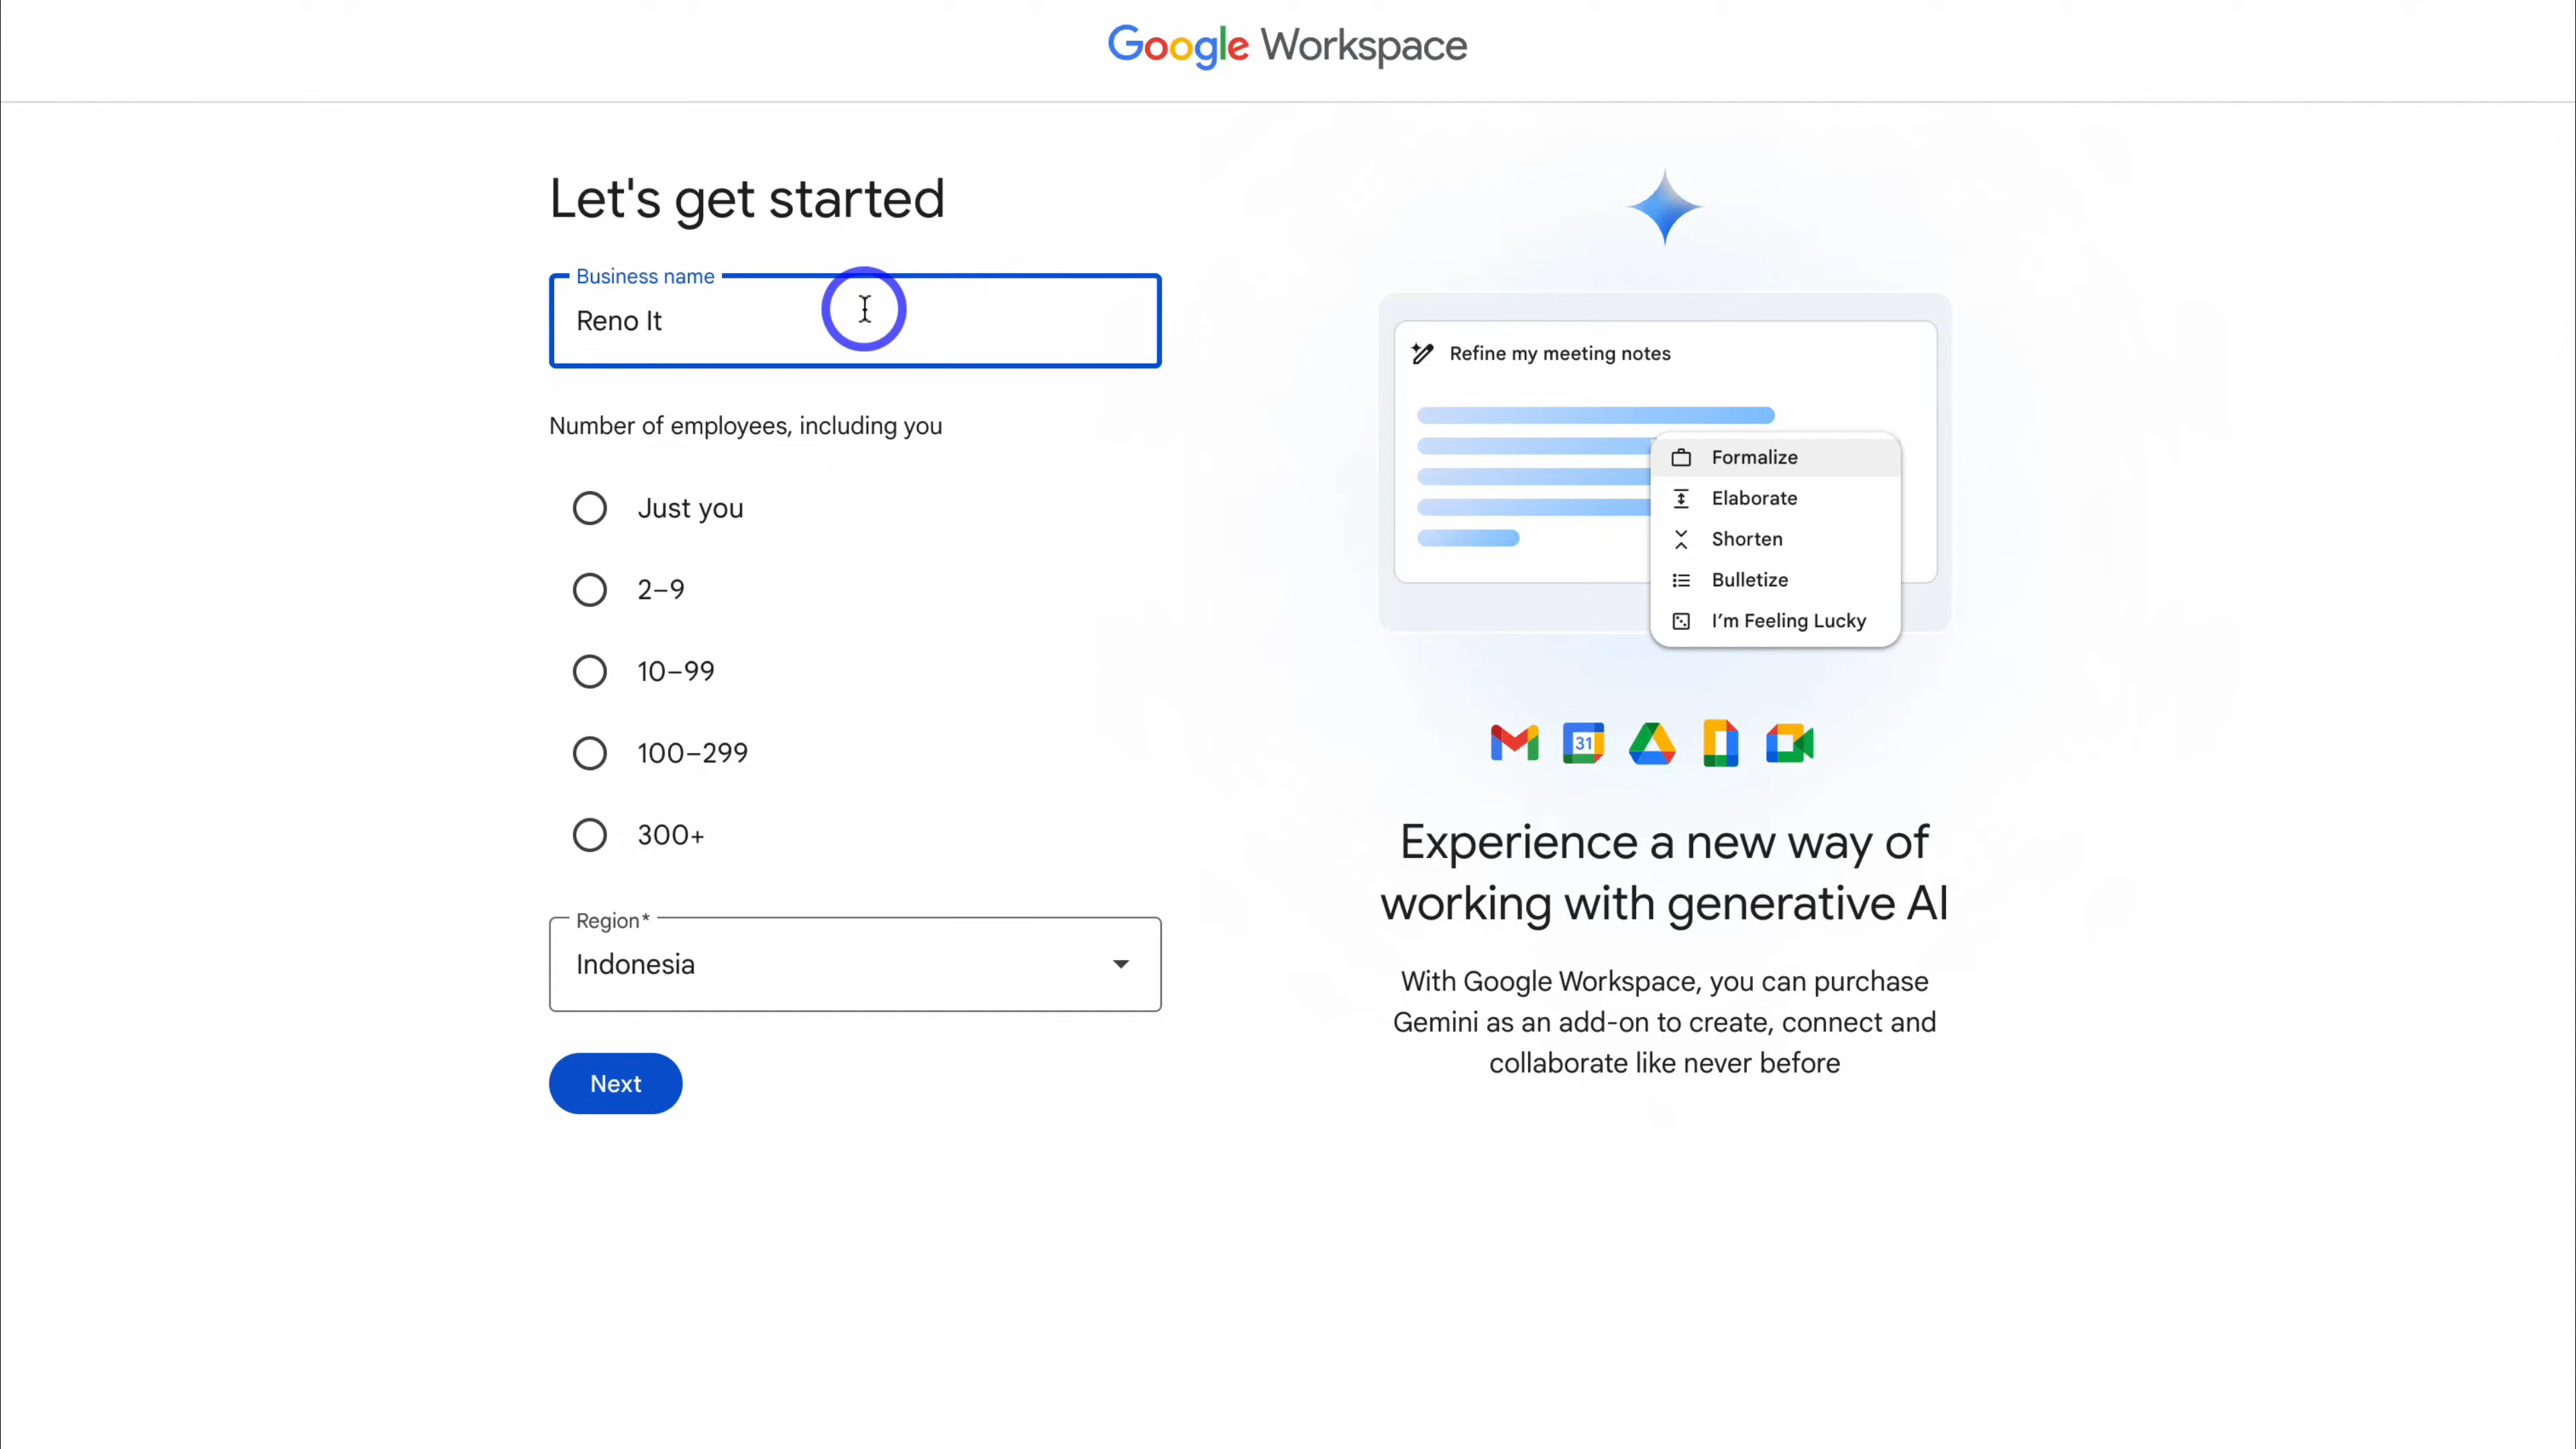 Google Workspace
Let's get started
Business name
Reno It
Number of employees, including you
Just you
2–9
10–99
100–299
300+
Region*
Indonesia
Next
Refine my meeting notes
Formalize
Elaborate
Shorten
Bulletize
I’m Feeling Lucky
31
Experience a new way of
working with generative AI
With Google Workspace, you can purchase
Gemini as an add-on to create, connect and
collaborate like never before